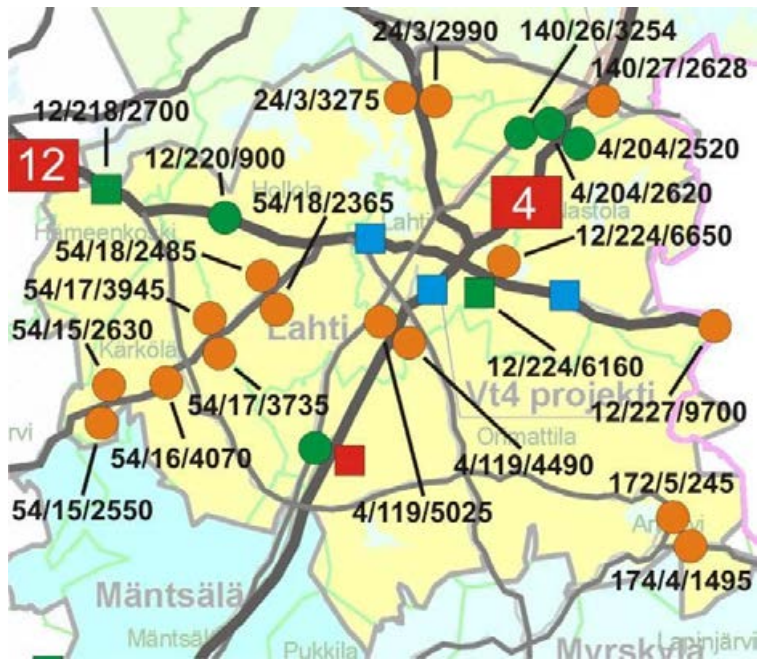 24/3/2990
140/26/3254
140/27/2628
24/3/3275
12/218/2700
12/220/900
4/204/2520
12
4/204/2620
4
Hollola
54/18/2365
Lahti
Nastola
Hämeenkoski
12/224/6650
54/18/2485
54/17/3945
54/15/2630
Lahti
Kärkölä
12/224/6160
Vt4 projekti
12/227/9700
54/17/3735
Orimattila
54/16/4070
4/119/4490
172/5/245
54/15/2550
4/119/5025
174/4/1495
Mäntsälä
Mäntsälä
Pukkila
Myrskylä
Lapinjärvi